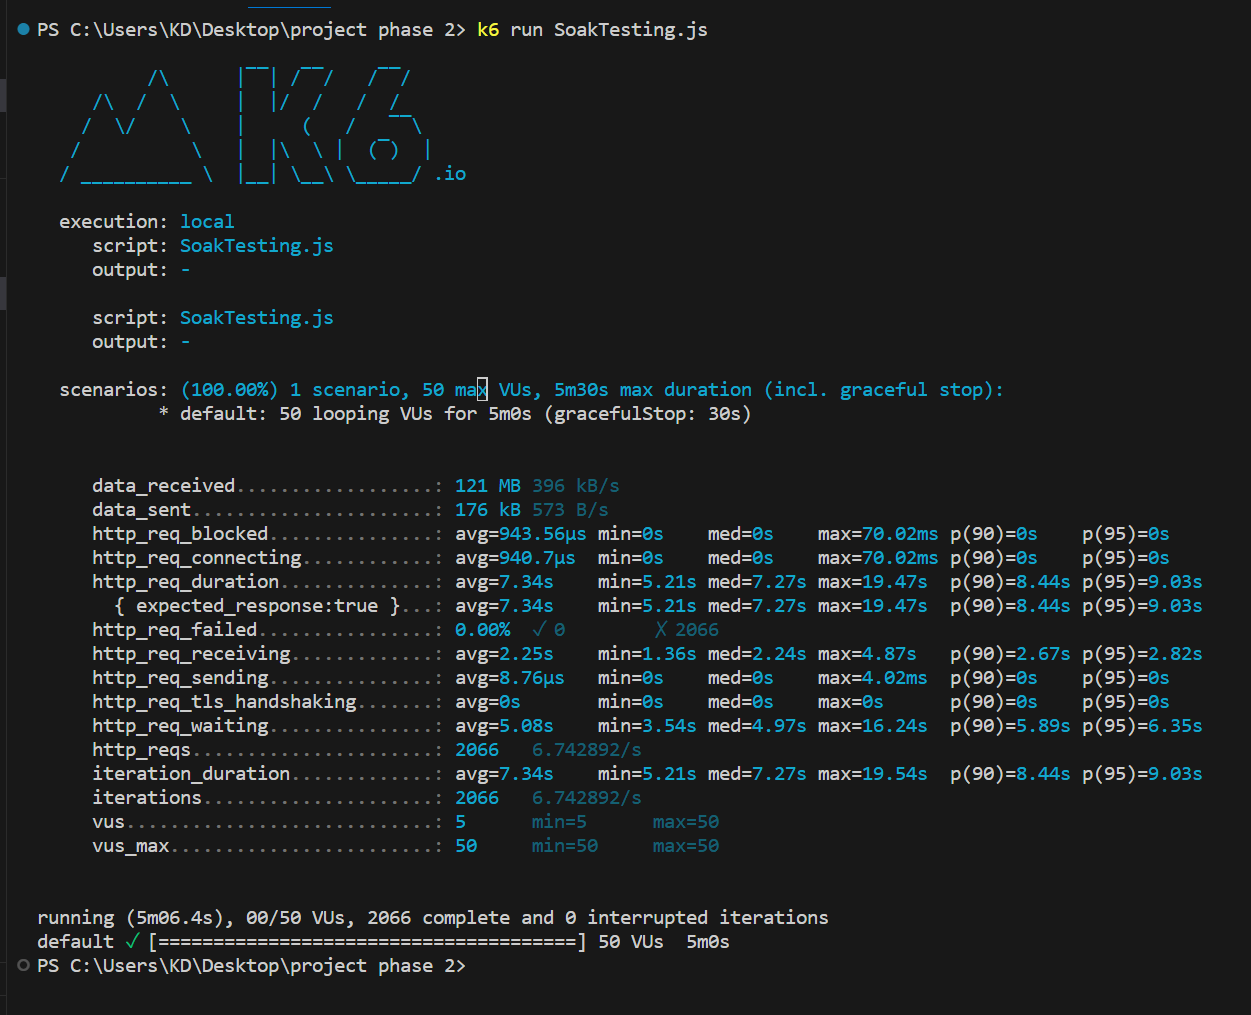 PS C:\Users\KD\Desktop\project phase 2> k6 run SoakTesting.js
          /\      |‾‾| /‾‾/   /‾‾/
     /\  /  \     |  |/  /   /  /
    /  \/    \    |     (   /   ‾‾\
   /          \   |  |\  \ |  (‾)  |
  / __________ \  |__| \__\ \_____/ .io
execution: local
script: SoakTesting.js
output: -
script: SoakTesting.js
output: -
scenarios: (100.00%) 1 scenario, 50 max VUs, 5m30s max duration (incl. graceful stop):
* default: 50 looping VUs for 5m0s (gracefulStop: 30s)
data_received..................: 121 MB 396 kB/s
data_sent......................: 176 kB 573 B/s
http_req_blocked...............: avg=943.56µs min=0s    med=0s    max=70.02ms p(90)=0s    p(95)=0s
http_req_connecting............: avg=940.7µs  min=0s    med=0s    max=70.02ms p(90)=0s    p(95)=0s
http_req_duration..............: avg=7.34s    min=5.21s med=7.27s max=19.47s  p(90)=8.44s p(95)=9.03s
{ expected_response:true }...: avg=7.34s    min=5.21s med=7.27s max=19.47s  p(90)=8.44s p(95)=9.03s
http_req_failed................: 0.00%  ✓ 0        ✗ 2066
http_req_receiving.............: avg=2.25s    min=1.36s med=2.24s max=4.87s   p(90)=2.67s p(95)=2.82s
http_req_sending...............: avg=8.76µs   min=0s    med=0s    max=4.02ms  p(90)=0s    p(95)=0s
http_req_tls_handshaking.......: avg=0s       min=0s    med=0s    max=0s      p(90)=0s    p(95)=0s
http_req_waiting...............: avg=5.08s    min=3.54s med=4.97s max=16.24s  p(90)=5.89s p(95)=6.35s
http_reqs......................: 2066   6.742892/s
iteration_duration.............: avg=7.34s    min=5.21s med=7.27s max=19.54s  p(90)=8.44s p(95)=9.03s
iterations.....................: 2066   6.742892/s
vus............................: 5      min=5      max=50
vus_max........................: 50     min=50     max=50
running (5m06.4s), 00/50 VUs, 2066 complete and 0 interrupted iterations
default ✓ [======================================] 50 VUs  5m0s
PS C:\Users\KD\Desktop\project phase 2>